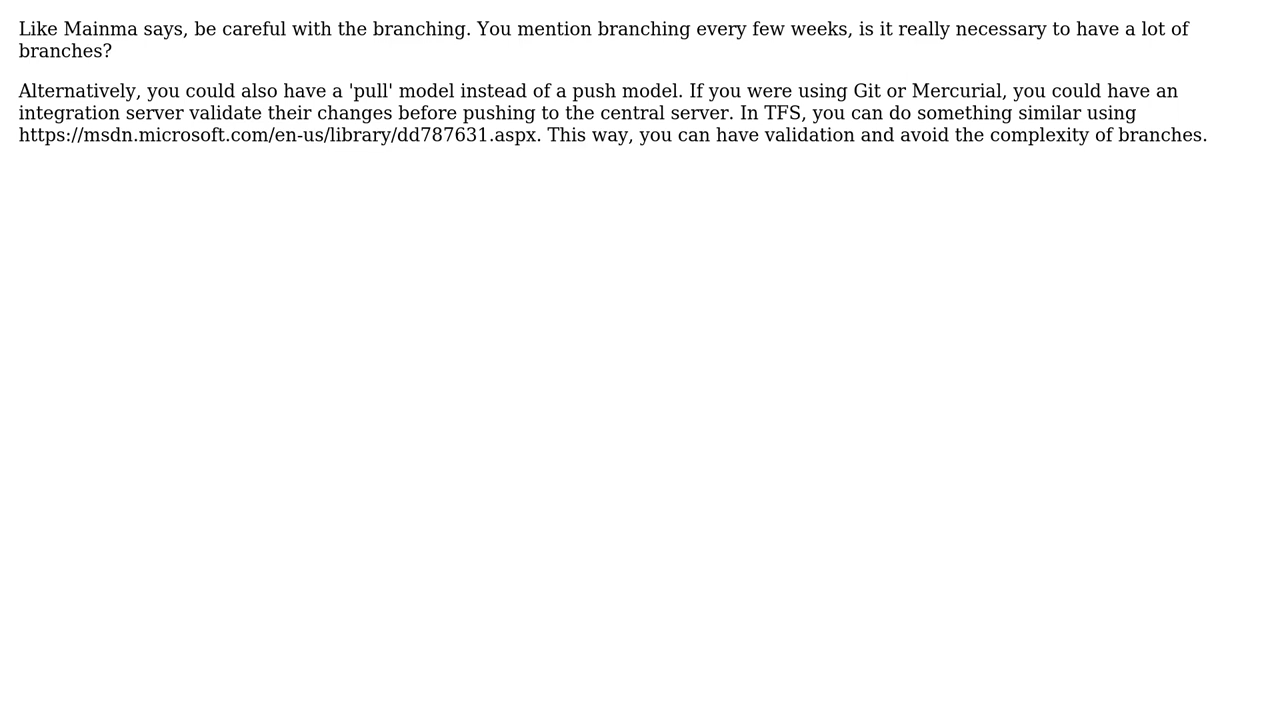 Like Mainma says, be careful with the branching. You mention branching every few weeks, is it really necessary to have a lot of
branches?
Alternatively, you could also have a 'pull' model instead of a push model. If you were using Git or Mercurial, you could have an
integration server validate their changes before pushing to the central server. In TFS, you can do something similar using
https://msdn.microsoft.com/en-us/library/dd787631.aspx. This way, you can have validation and avoid the complexity of branches.